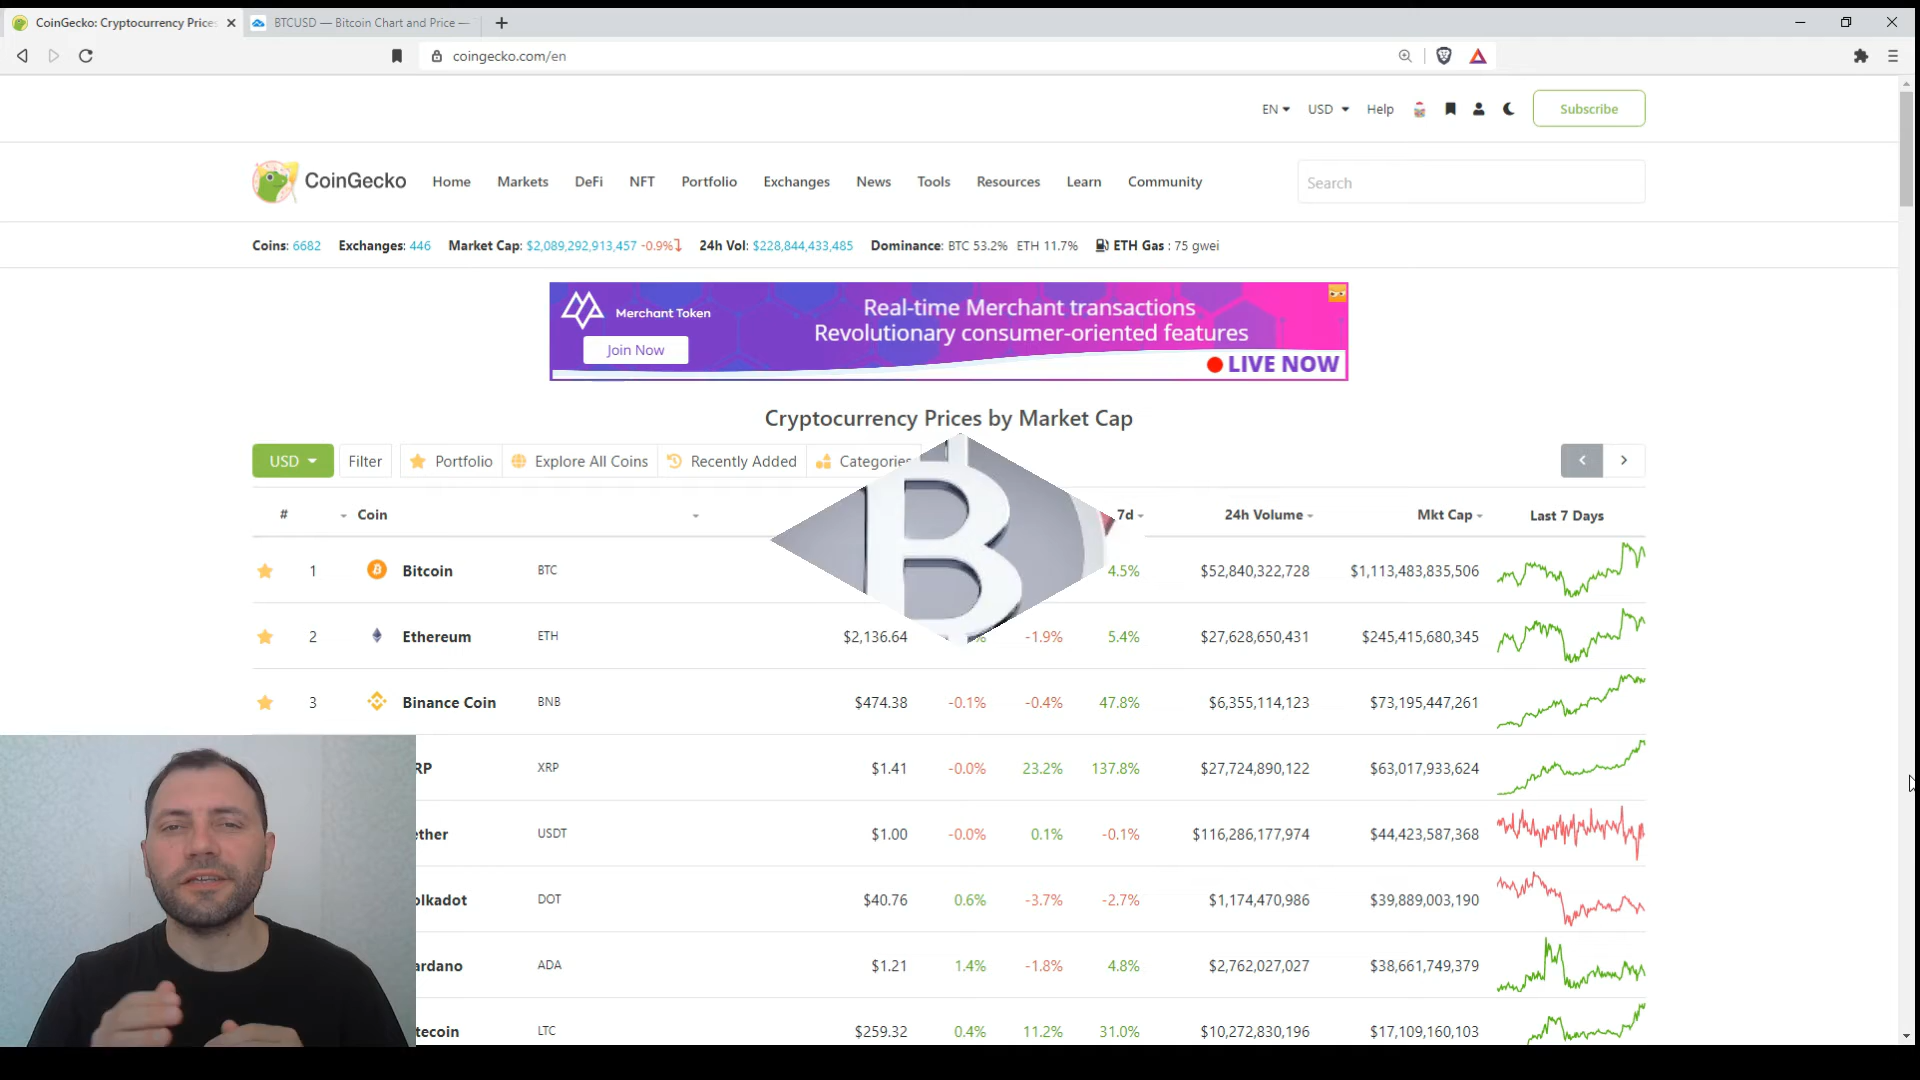 CoinGecko: Cryptocurrency Prices
BTCUSD — Bitcoin Chart and Price —
coingecko.com/en
EN USD Help Subscribe
CoinGecko Home Markets DeFi NFT Portfolio Exchanges News Tools Resources Learn Community Search
Coins: 6682 Exchanges: 446 Market Cap: $2,089,292,913,457 -0.9% 24h Vol: $228,844,433,485 Dominance: BTC 53.2% ETH 11.7% ETH Gas : 75 gwei
Merchant Token
Join Now
Real-time Merchant transactions
Revolutionary consumer-oriented features
LIVE NOW
Cryptocurrency Prices by Market Cap
USD Filter Portfolio Explore All Coins Recently Added Categories
# Coin 7d 24h Volume Mkt Cap Last 7 Days
1 Bitcoin BTC 4.5% $52,840,322,728 $1,113,483,835,506
2 Ethereum ETH $2,136.64 % -1.9% 5.4% $27,628,650,431 $245,415,680,345
3 Binance Coin BNB $474.38 -0.1% -0.4% 47.8% $6,355,114,123 $73,195,447,261
RP XRP $1.41 -0.0% 23.2% 137.8% $27,724,890,122 $63,017,933,624
ether USDT $1.00 -0.0% 0.1% -0.1% $116,286,177,974 $44,423,587,368
olkadot DOT $40.76 0.6% -3.7% -2.7% $1,174,470,986 $39,889,003,190
ardano ADA $1.21 1.4% -1.8% 4.8% $2,762,027,027 $38,661,749,379
tecoin LTC $259.32 0.4% 11.2% 31.0% $10,272,830,196 $17,109,160,103